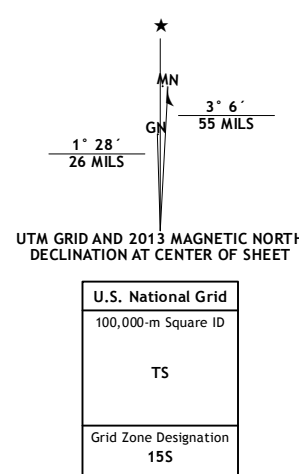 ★
MN
3° 6´
55 MILS
GN
1° 28´
26 MILS
UTM GRID AND 2013 MAGNETIC NORTH
DECLINATION AT CENTER OF SHEET
U.S. National Grid
100,000-m Square ID
TS
Grid Zone Designation
15S